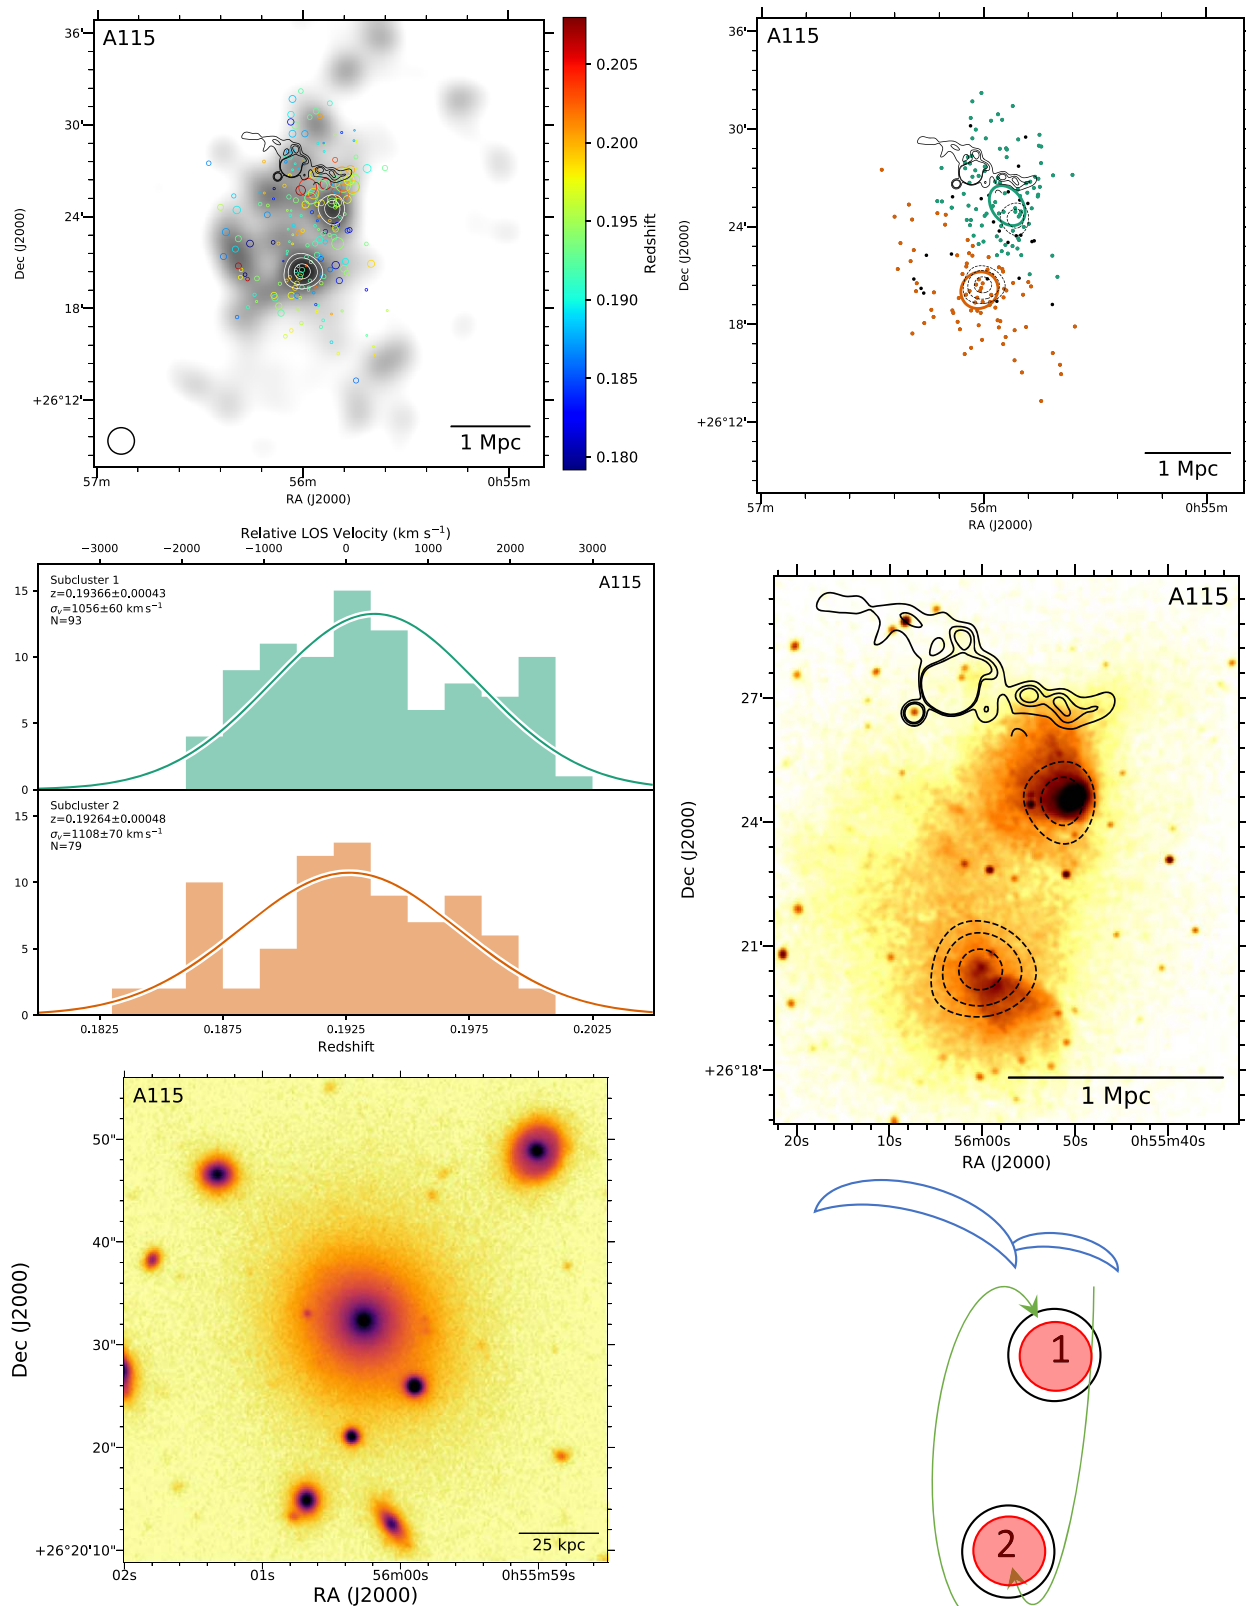 A115
36'
30'
24'
18'
+26°12'
Dec (J2000)
57m
56m
0h55m
RA (J2000)
1 Mpc
0.205
0.200
0.195
0.190
0.185
0.180
Redshift
A115
36'
30'
24'
18'
+26°12'
Dec (J2000)
57m
56m
0h55m
RA (J2000)
1 Mpc
Relative LOS Velocity (km s⁻¹)
−3000 −2000 −1000 0 1000 2000 3000
Subcluster 1
z=0.19366±0.00043
σᵥ=1056±60 km s⁻¹
N=93
A115
15
10
5
0
Subcluster 2
z=0.19264±0.00048
σᵥ=1108±70 km s⁻¹
N=79
15
10
5
0
0.1825 0.1875 0.1925 0.1975 0.2025
Redshift
A115
27'
24'
21'
+26°18'
Dec (J2000)
1 Mpc
20s 10s 56m00s 50s 0h55m40s
RA (J2000)
A115
50"
40"
30"
20"
+26°20'10"
Dec (J2000)
25 kpc
02s 01s 56m00s 0h55m59s
RA (J2000)
1
2